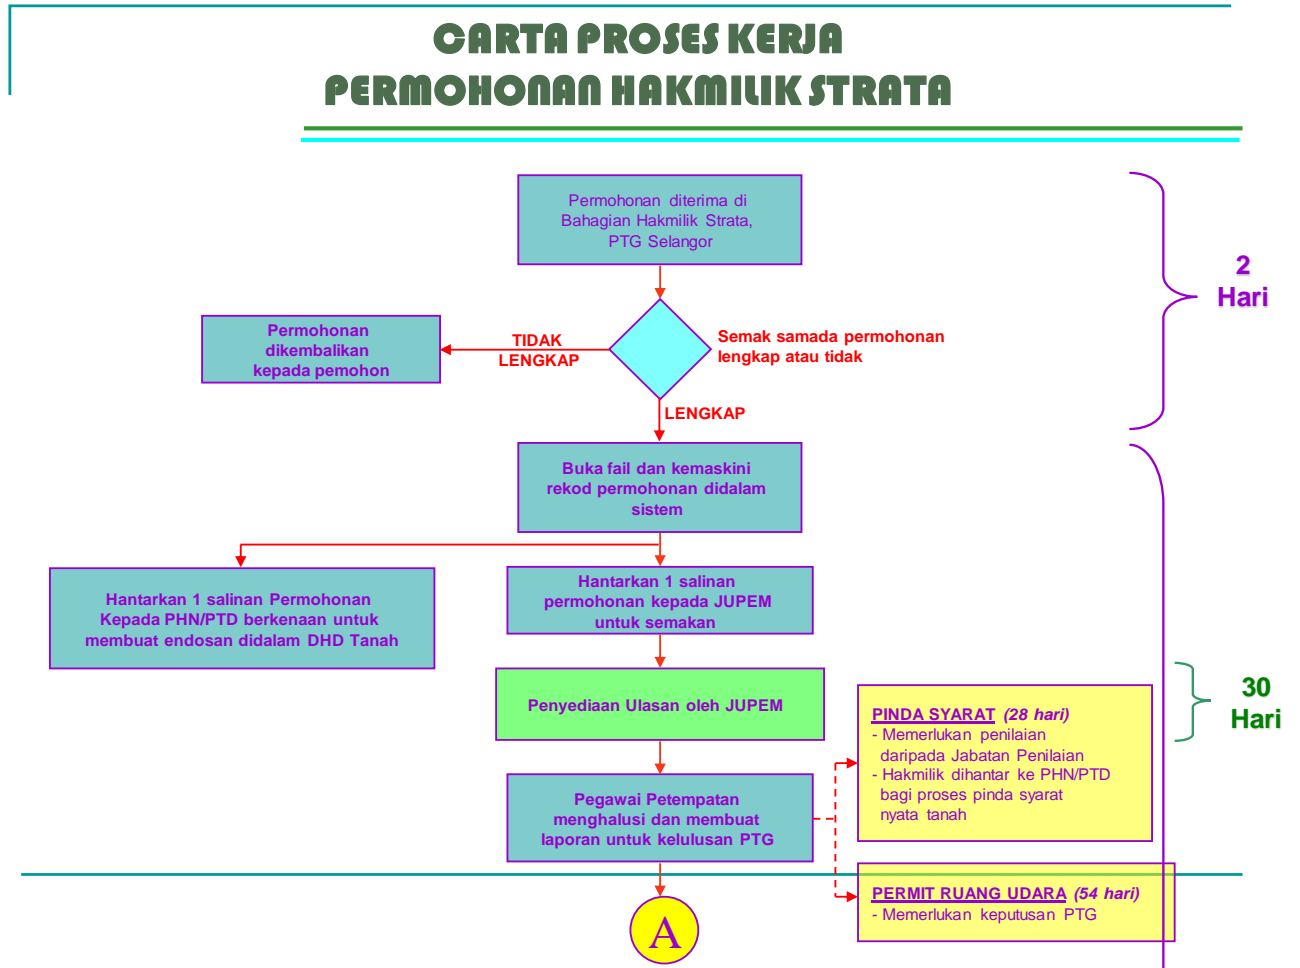 CARTA PROSES KERJA
PERMOHONAN HAKMILIK STRATA
Permohonan diterima di
Bahagian Hakmilik Strata,
PTG Selangor
2
Hari
Permohonan
dikembalikan
kepada pemohon
TIDAK
LENGKAP
Semak samada permohonan
lengkap atau tidak
LENGKAP
Buka fail dan kemaskini
rekod permohonan didalam
sistem
Hantarkan 1 salinan Permohonan
Kepada PHN/PTD berkenaan untuk
membuat endosan didalam DHD Tanah
Hantarkan 1 salinan
permohonan kepada JUPEM
untuk semakan
Penyediaan Ulasan oleh JUPEM
30
Hari
Pegawai Petempatan
menghalusi dan membuat
laporan untuk kelulusan PTG
PINDA SYARAT (28 hari)
- Memerlukan penilaian
daripada Jabatan Penilaian
- Hakmilik dihantar ke PHN/PTD
bagi proses pinda syarat
nyata tanah
PERMIT RUANG UDARA (54 hari)
- Memerlukan keputusan PTG
A